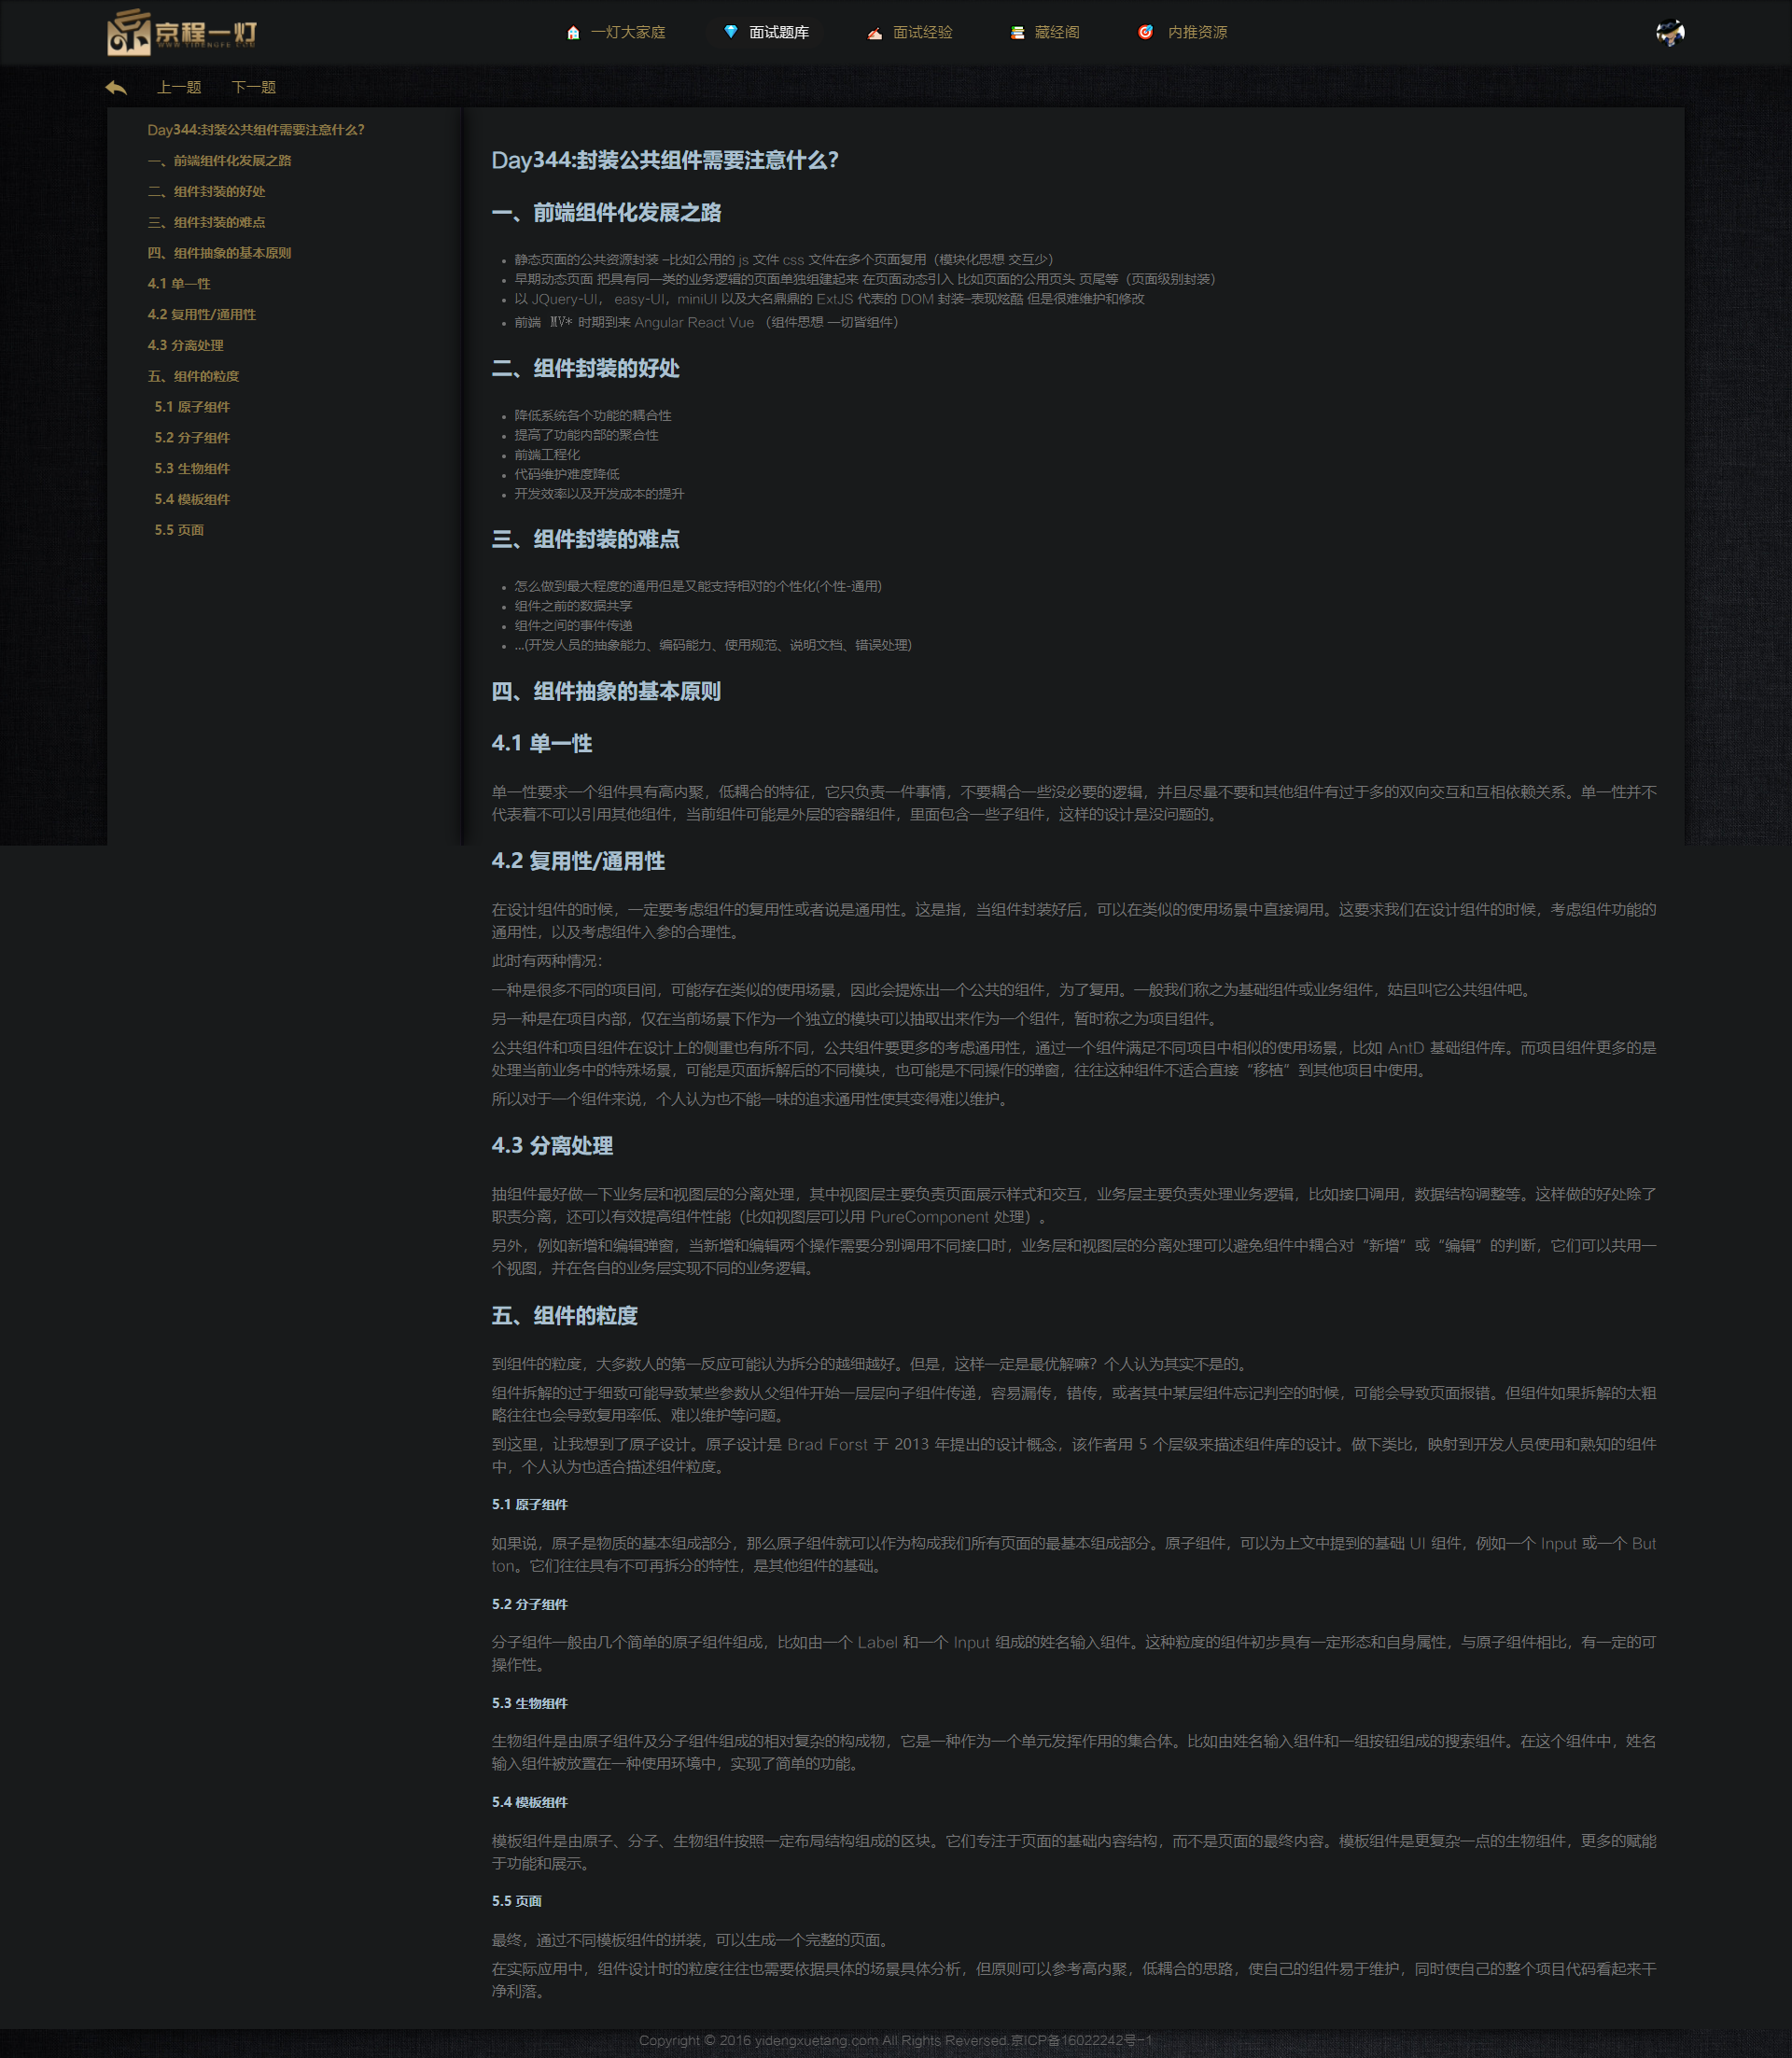 京程一灯
WWW.YIDENGFE.COM
一灯大家庭
面试题库
面试经验
藏经阁
内推资源
上一题
下一题
Day344:封装公共组件需要注意什么?
一、前端组件化发展之路
二、组件封装的好处
三、组件封装的难点
四、组件抽象的基本原则
4.1 单一性
4.2 复用性/通用性
4.3 分离处理
五、组件的粒度
5.1 原子组件
5.2 分子组件
5.3 生物组件
5.4 模板组件
5.5 页面
Day344:封装公共组件需要注意什么?
一、前端组件化发展之路
静态页面的公共资源封装 –比如公用的 js 文件 css 文件在多个页面复用（模块化思想 交互少）
早期动态页面 把具有同一类的业务逻辑的页面单独组建起来 在页面动态引入 比如页面的公用页头 页尾等（页面级别封装）
以 JQuery-UI， easy-UI，miniUI 以及大名鼎鼎的 ExtJS 代表的 DOM 封装–表现炫酷 但是很难维护和修改
前端 MV* 时期到来 Angular React Vue （组件思想 一切皆组件）
二、组件封装的好处
降低系统各个功能的耦合性
提高了功能内部的聚合性
前端工程化
代码维护难度降低
开发效率以及开发成本的提升
三、组件封装的难点
怎么做到最大程度的通用但是又能支持相对的个性化(个性-通用)
组件之前的数据共享
组件之间的事件传递
...(开发人员的抽象能力、编码能力、使用规范、说明文档、错误处理)
四、组件抽象的基本原则
4.1 单一性
单一性要求一个组件具有高内聚，低耦合的特征，它只负责一件事情，不要耦合一些没必要的逻辑，并且尽量不要和其他组件有过于多的双向交互和互相依赖关系。单一性并不
代表着不可以引用其他组件，当前组件可能是外层的容器组件，里面包含一些子组件，这样的设计是没问题的。
4.2 复用性/通用性
在设计组件的时候，一定要考虑组件的复用性或者说是通用性。这是指，当组件封装好后，可以在类似的使用场景中直接调用。这要求我们在设计组件的时候，考虑组件功能的
通用性，以及考虑组件入参的合理性。
此时有两种情况：
一种是很多不同的项目间，可能存在类似的使用场景，因此会提炼出一个公共的组件，为了复用。一般我们称之为基础组件或业务组件，姑且叫它公共组件吧。
另一种是在项目内部，仅在当前场景下作为一个独立的模块可以抽取出来作为一个组件，暂时称之为项目组件。
公共组件和项目组件在设计上的侧重也有所不同，公共组件要更多的考虑通用性，通过一个组件满足不同项目中相似的使用场景，比如 AntD 基础组件库。而项目组件更多的是
处理当前业务中的特殊场景，可能是页面拆解后的不同模块，也可能是不同操作的弹窗，往往这种组件不适合直接“移植”到其他项目中使用。
所以对于一个组件来说，个人认为也不能一味的追求通用性使其变得难以维护。
4.3 分离处理
抽组件最好做一下业务层和视图层的分离处理，其中视图层主要负责页面展示样式和交互，业务层主要负责处理业务逻辑，比如接口调用，数据结构调整等。这样做的好处除了
职责分离，还可以有效提高组件性能（比如视图层可以用 PureComponent 处理）。
另外，例如新增和编辑弹窗，当新增和编辑两个操作需要分别调用不同接口时，业务层和视图层的分离处理可以避免组件中耦合对“新增”或“编辑”的判断，它们可以共用一
个视图，并在各自的业务层实现不同的业务逻辑。
五、组件的粒度
到组件的粒度，大多数人的第一反应可能认为拆分的越细越好。但是，这样一定是最优解嘛？个人认为其实不是的。
组件拆解的过于细致可能导致某些参数从父组件开始一层层向子组件传递，容易漏传，错传，或者其中某层组件忘记判空的时候，可能会导致页面报错。但组件如果拆解的太粗
略往往也会导致复用率低、难以维护等问题。
到这里，让我想到了原子设计。原子设计是 Brad Forst 于 2013 年提出的设计概念，该作者用 5 个层级来描述组件库的设计。做下类比，映射到开发人员使用和熟知的组件
中，个人认为也适合描述组件粒度。
5.1 原子组件
如果说，原子是物质的基本组成部分，那么原子组件就可以作为构成我们所有页面的最基本组成部分。原子组件，可以为上文中提到的基础 UI 组件，例如一个 Input 或一个 But
ton。它们往往具有不可再拆分的特性，是其他组件的基础。
5.2 分子组件
分子组件一般由几个简单的原子组件组成，比如由一个 Label 和一个 Input 组成的姓名输入组件。这种粒度的组件初步具有一定形态和自身属性，与原子组件相比，有一定的可
操作性。
5.3 生物组件
生物组件是由原子组件及分子组件组成的相对复杂的构成物，它是一种作为一个单元发挥作用的集合体。比如由姓名输入组件和一组按钮组成的搜索组件。在这个组件中，姓名
输入组件被放置在一种使用环境中，实现了简单的功能。
5.4 模板组件
模板组件是由原子、分子、生物组件按照一定布局结构组成的区块。它们专注于页面的基础内容结构，而不是页面的最终内容。模板组件是更复杂一点的生物组件，更多的赋能
于功能和展示。
5.5 页面
最终，通过不同模板组件的拼装，可以生成一个完整的页面。
在实际应用中，组件设计时的粒度往往也需要依据具体的场景具体分析，但原则可以参考高内聚，低耦合的思路，使自己的组件易于维护，同时使自己的整个项目代码看起来干
净利落。
Copyright © 2016 yidengxuetang.com All Rights Reversed.京ICP备16022242号-1